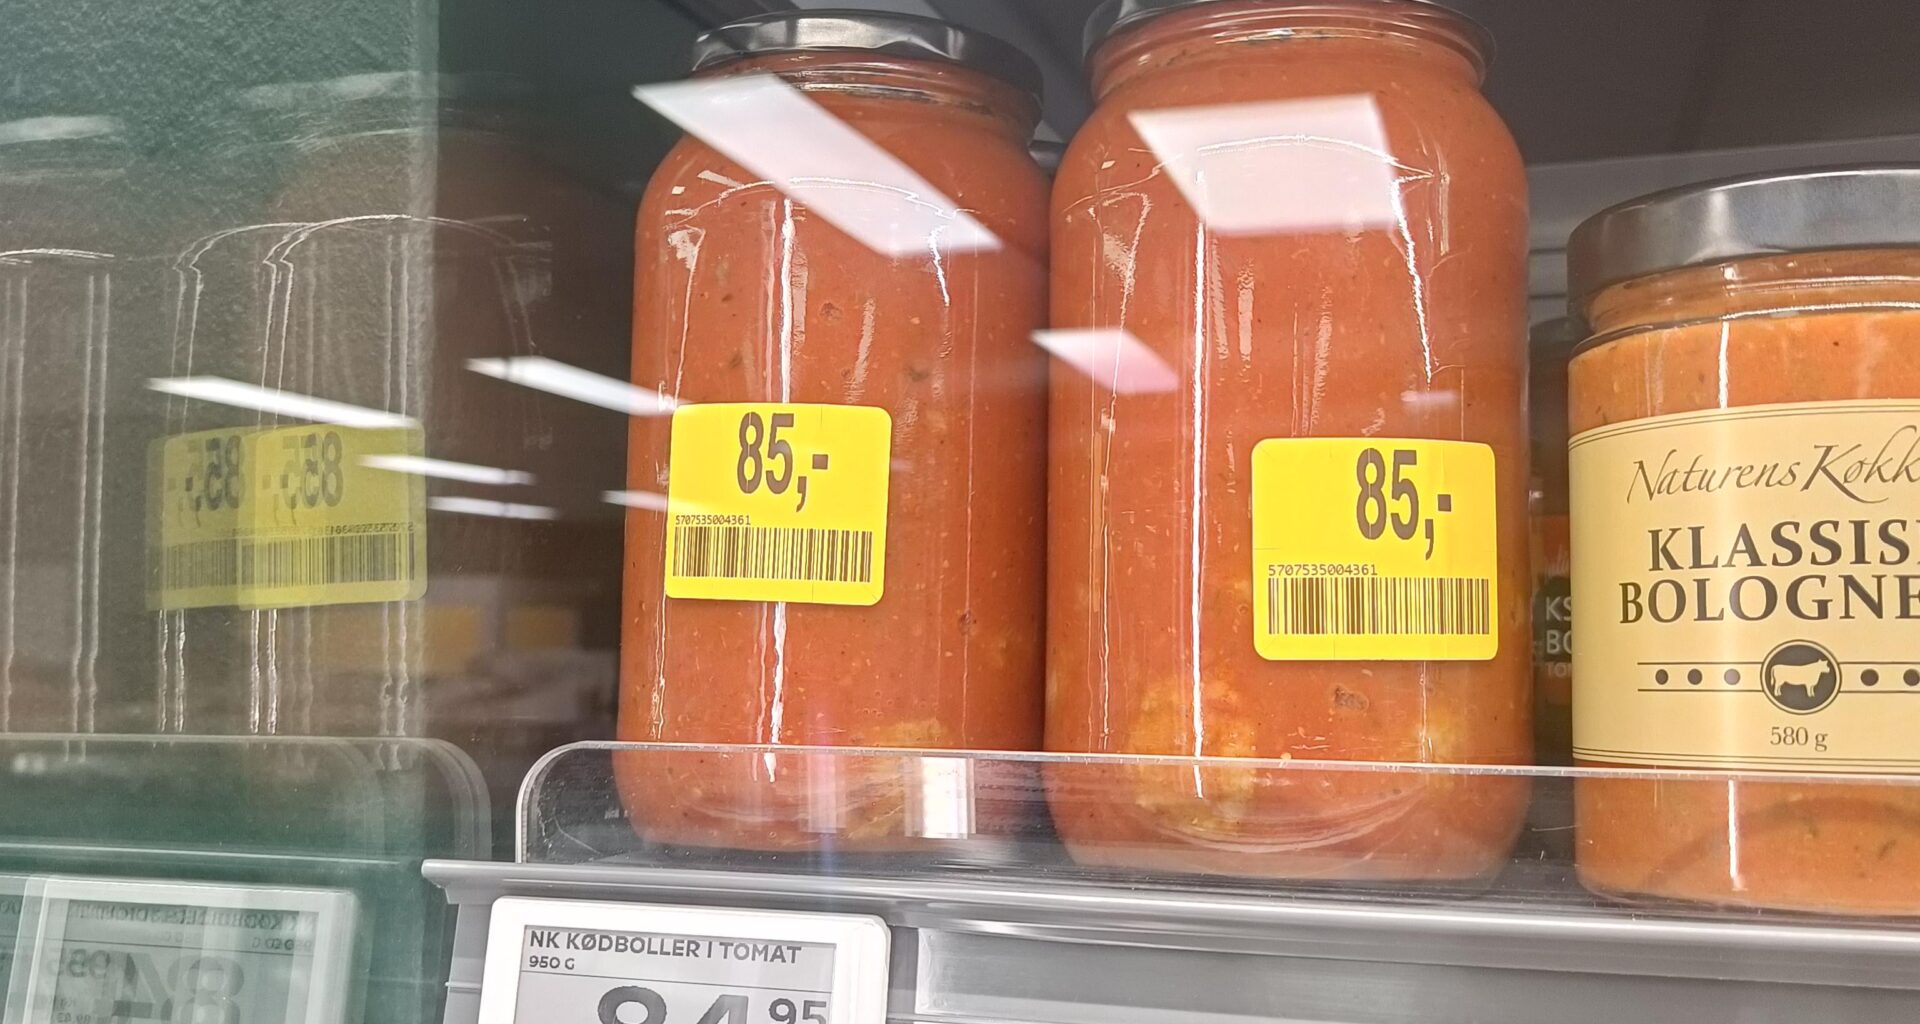 85,-
5707535004361
85,-
5707535004361
Naturens Køkk
KLASSIS
BOLOGNE
580 g
NK KØDBOLLER I TOMAT
950 G
84 95